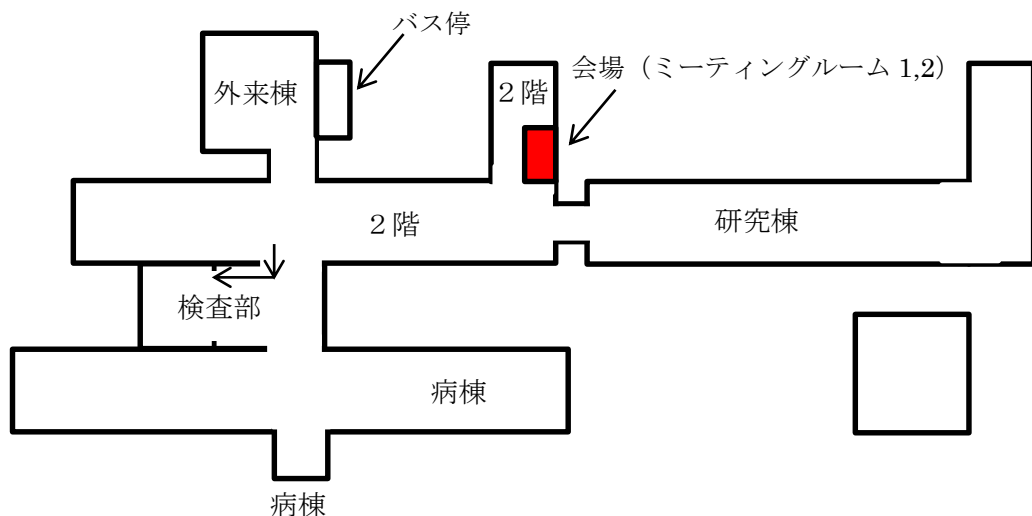 バス停
会場（ミーティングルーム 1,2）
２階
外来棟
２階
研究棟
検査部
病棟
病棟